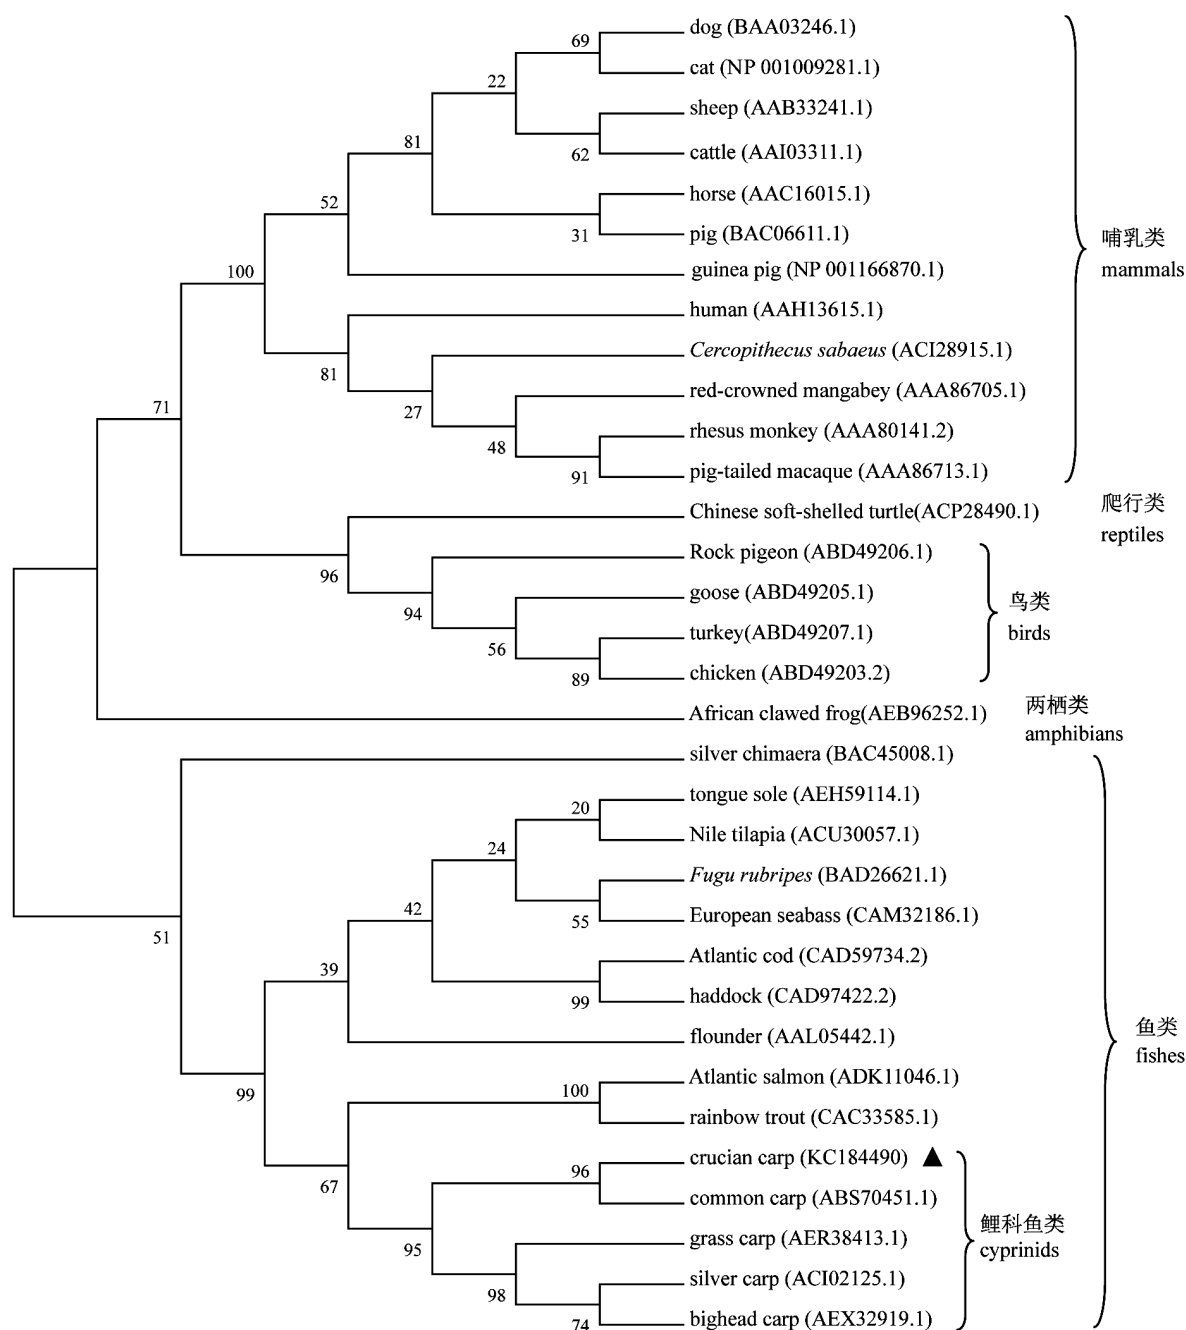 dog (BAA03246.1)
69
cat (NP 001009281.1)
22
sheep (AAB33241.1)
81
62
cattle (AAI03311.1)
horse (AAC16015.1)
52
31
pig (BAC06611.1)
哺乳类
mammals
100
guinea pig (NP 001166870.1)
human (AAH13615.1)
81
Cercopithecus sabaeus (ACI28915.1)
71
27
red-crowned mangabey (AAA86705.1)
48
rhesus monkey (AAA80141.2)
91
pig-tailed macaque (AAA86713.1)
爬行类
reptiles
Chinese soft-shelled turtle(ACP28490.1)
96
Rock pigeon (ABD49206.1)
94
goose (ABD49205.1)
鸟类
birds
56
turkey(ABD49207.1)
89
chicken (ABD49203.2)
African clawed frog(AEB96252.1)
两栖类
amphibians
silver chimaera (BAC45008.1)
51
20
tongue sole (AEH59114.1)
24
Nile tilapia (ACU30057.1)
Fugu rubripes (BAD26621.1)
42
55
European seabass (CAM32186.1)
39
Atlantic cod (CAD59734.2)
99
haddock (CAD97422.2)
flounder (AAL05442.1)
鱼类
fishes
99
100
Atlantic salmon (ADK11046.1)
rainbow trout (CAC33585.1)
67
96
crucian carp (KC184490) ▲
common carp (ABS70451.1)
95
grass carp (AER38413.1)
鲤科鱼类
cyprinids
98
silver carp (ACI02125.1)
74
bighead carp (AEX32919.1)